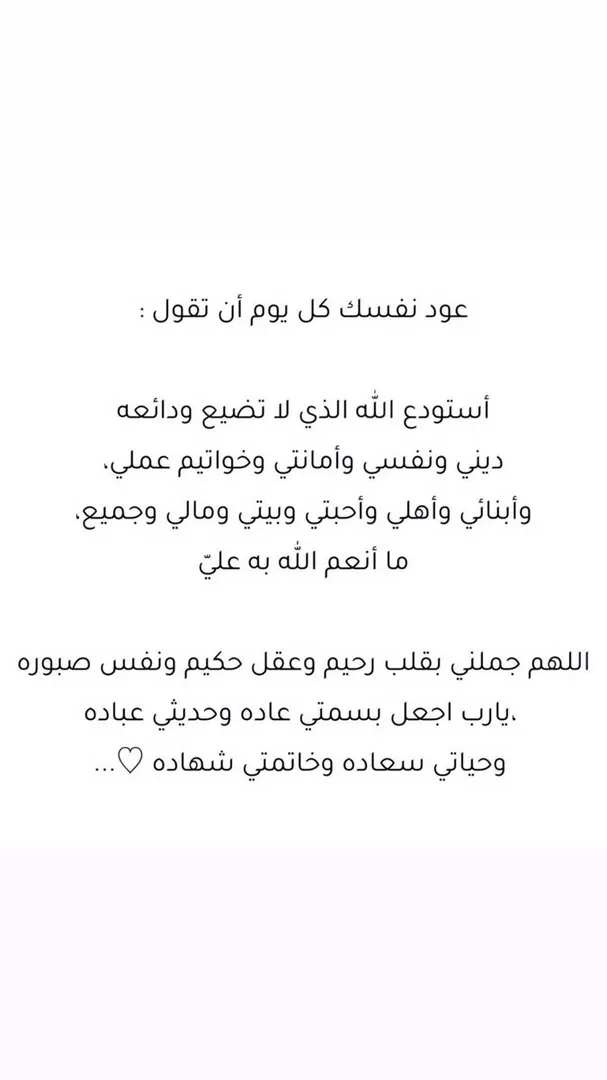 عود نفسك كل يوم أن تقول :
أستودع الله الذي لا تضيع ودائعه
ديني ونفسي وأمانتي وخواتيم عملي،
وأبنائي وأهلي وأحبتي وبيتي ومالي وجميع،
ما أنعم الله به عليّ
اللهم جملني بقلب رحيم وعقل حكيم ونفس صبوره
،يارب اجعل بسمتي عاده وحديثي عباده
وحياتي سعاده وخاتمتي شهاده ♡...